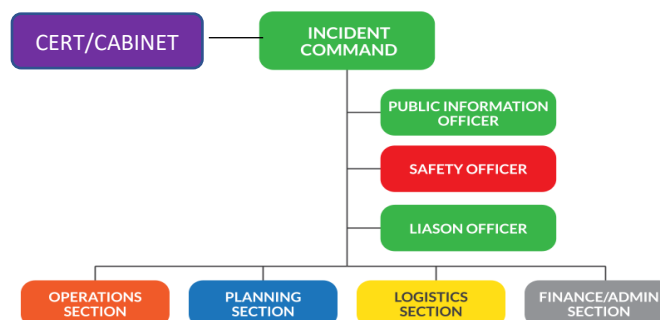 CERT/CABINET
INCIDENT
COMMAND
PUBLIC INFORMATION
OFFICER
SAFETY OFFICER
LIASON OFFICER
OPERATIONS
SECTION
PLANNING
SECTION
LOGISTICS
SECTION
FINANCE/ADMIN
SECTION